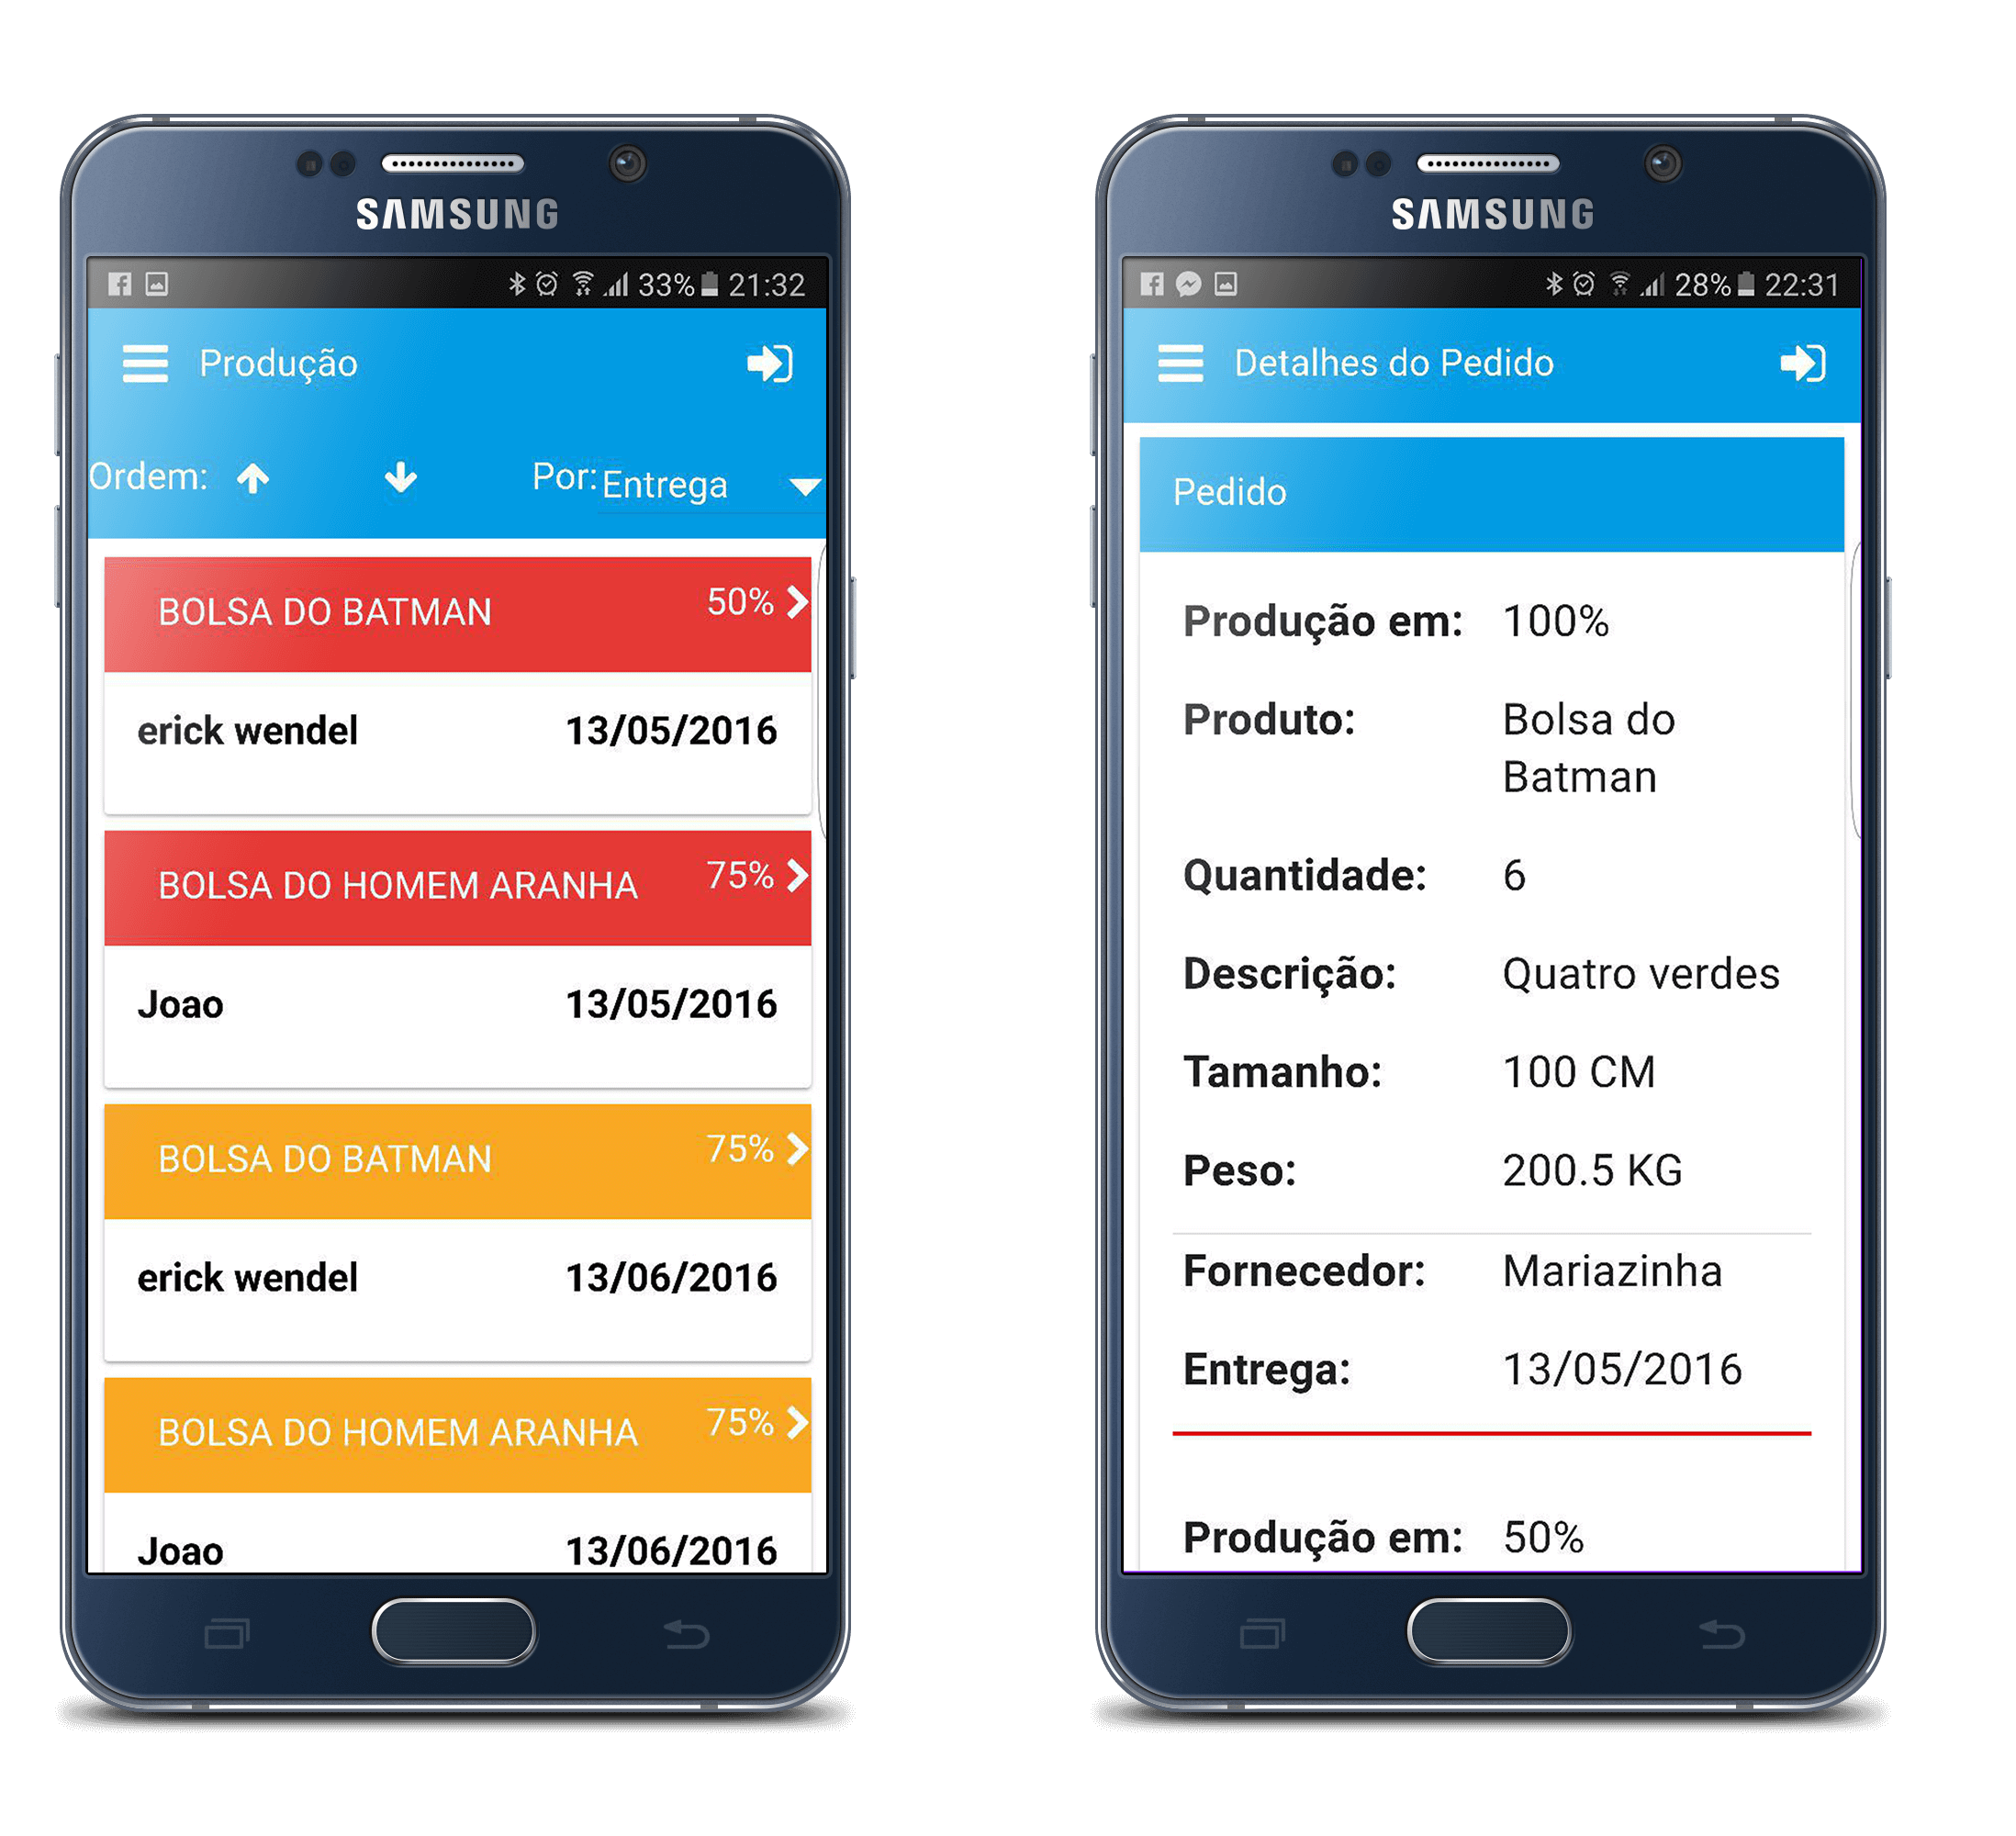 SAMSUNG
33% 21:32
Produção
Ordem: Por: Entrega
BOLSA DO BATMAN 50%
erick wendel 13/05/2016
BOLSA DO HOMEM ARANHA 75%
Joao 13/05/2016
BOLSA DO BATMAN 75%
erick wendel 13/06/2016
BOLSA DO HOMEM ARANHA 75%
Joao 13/06/2016
SAMSUNG
28% 22:31
Detalhes do Pedido
Pedido
Produção em: 100%
Produto: Bolsa do
Batman
Quantidade: 6
Descrição: Quatro verdes
Tamanho: 100 CM
Peso: 200.5 KG
Fornecedor: Mariazinha
Entrega: 13/05/2016
Produção em: 50%